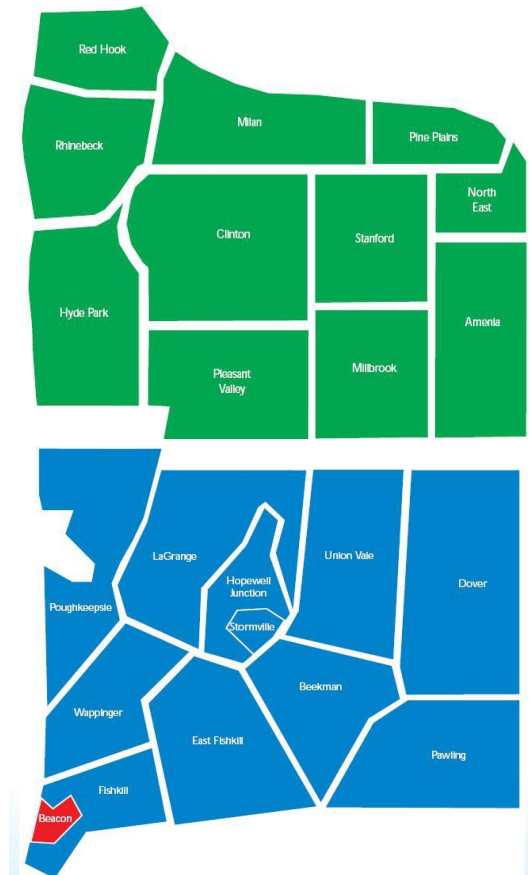 Red Hook
Milan
Pine Plains
Rhinebeck
North
East
Clinton
Stanford
Hyde Park
Amenia
Millbrook
Pleasant
Valley
LaGrange
Union Vale
Hopewell
Junction
Dover
Poughkeepsie
Stormville
Beekman
Wappinger
East Fishkill
Pawling
Fishkill
Beacon